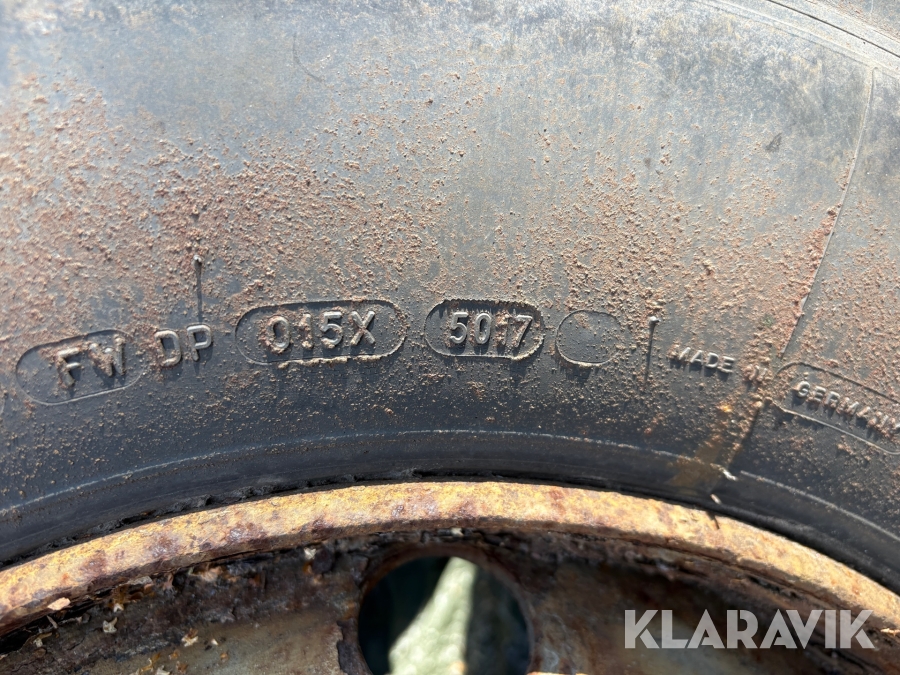 FW DP 015X 5017 MADE IN GERMANY
KLARAVIK